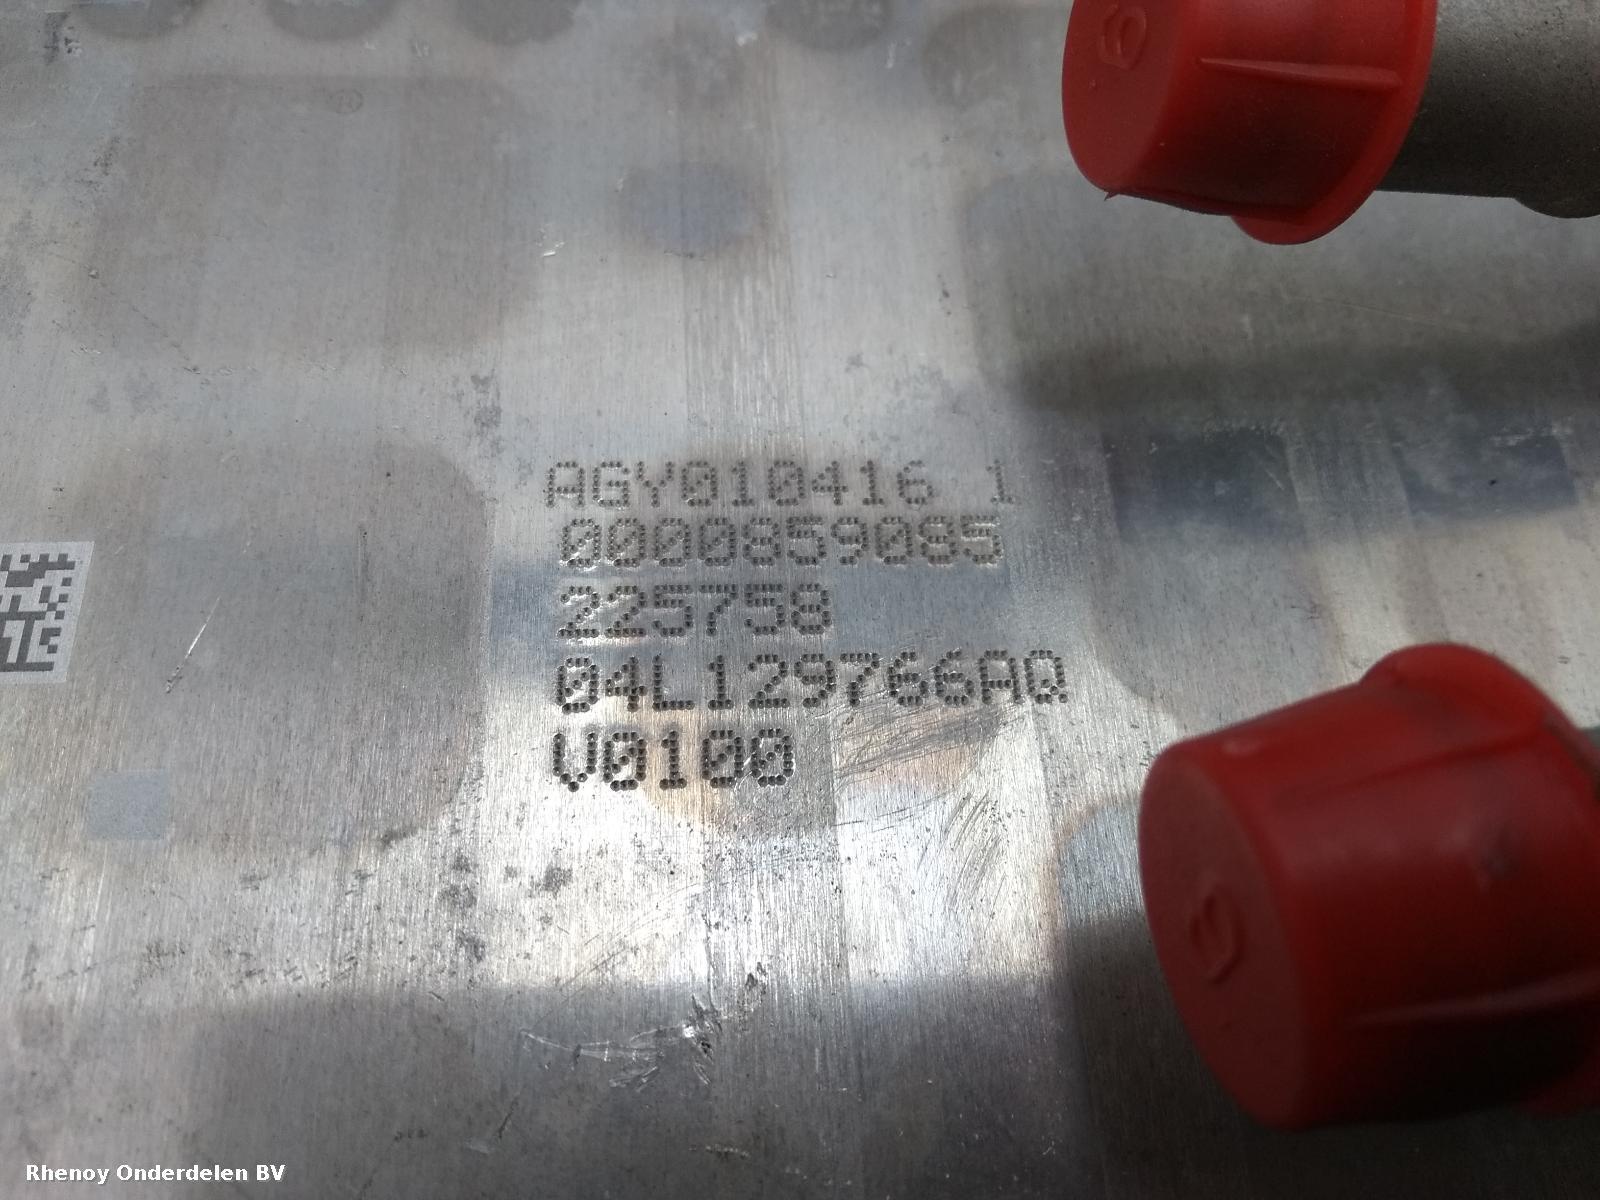 AGY010416 1
0000859085
225758
04L129766AQ
V0100
Rhenoy Onderdelen BV